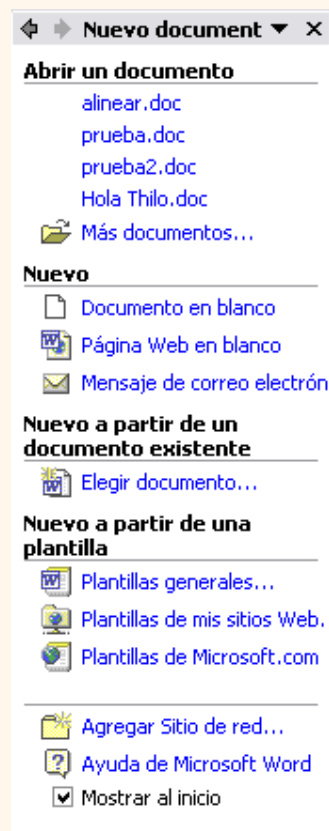 Nuevo document
Abrir un documento
alinear.doc
prueba.doc
prueba2.doc
Hola Thilo.doc
Más documentos...
Nuevo
Documento en blanco
Página Web en blanco
Mensaje de correo electrón
Nuevo a partir de un
documento existente
Elegir documento...
Nuevo a partir de una
plantilla
Plantillas generales...
Plantillas de mis sitios Web.
Plantillas de Microsoft.com
Agregar Sitio de red...
Ayuda de Microsoft Word
Mostrar al inicio